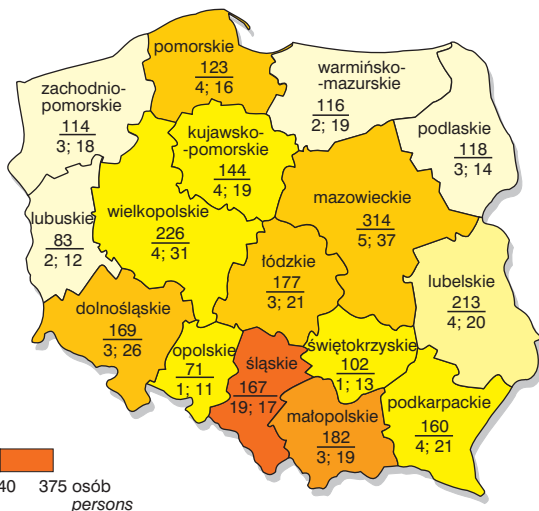 pomorskie
123
4; 16
warmińsko-
-mazurskie
116
2; 19
zachodnio-
pomorskie
114
3; 18
podlaskie
118
3; 14
kujawsko-
-pomorskie
144
4; 19
mazowieckie
314
5; 37
lubuskie
83
2; 12
wielkopolskie
226
4; 31
łódzkie
177
3; 21
lubelskie
213
4; 20
dolnośląskie
169
3; 26
opolskie
71
1; 11
śląskie
167
19; 17
świętokrzyskie
102
1; 13
małopolskie
182
3; 19
podkarpackie
160
4; 21
40 375 osób
persons